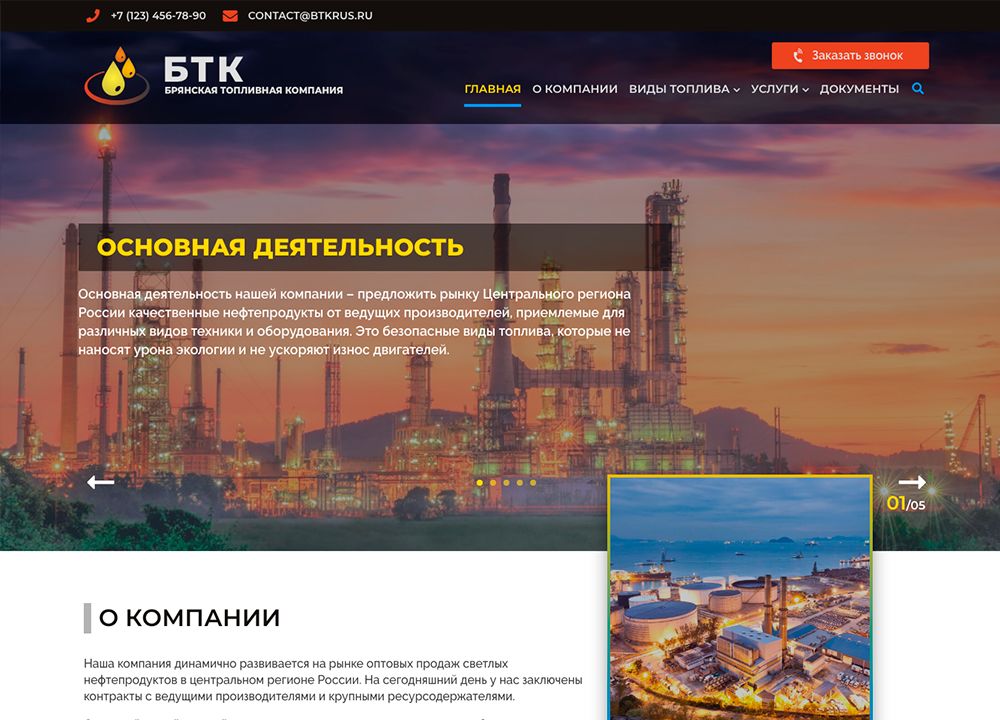 +7 (123) 456-78-90 CONTACT@BTKRUS.RU
Заказать звонок
БТК
БРЯНСКАЯ ТОПЛИВНАЯ КОМПАНИЯ
ГЛАВНАЯ О КОМПАНИИ ВИДЫ ТОПЛИВА УСЛУГИ ДОКУМЕНТЫ
ОСНОВНАЯ ДЕЯТЕЛЬНОСТЬ
Основная деятельность нашей компании – предложить рынку Центрального региона
России качественные нефтепродукты от ведущих производителей, приемлемые для
различных видов техники и оборудования. Это безопасные виды топлива, которые не
наносят урона экологии и не ускоряют износ двигателей.
01/05
О КОМПАНИИ
Наша компания динамично развивается на рынке оптовых продаж светлых
нефтепродуктов в центральном регионе России. На сегодняшний день у нас заключены
контракты с ведущими производителями и крупными ресурсодержателями.